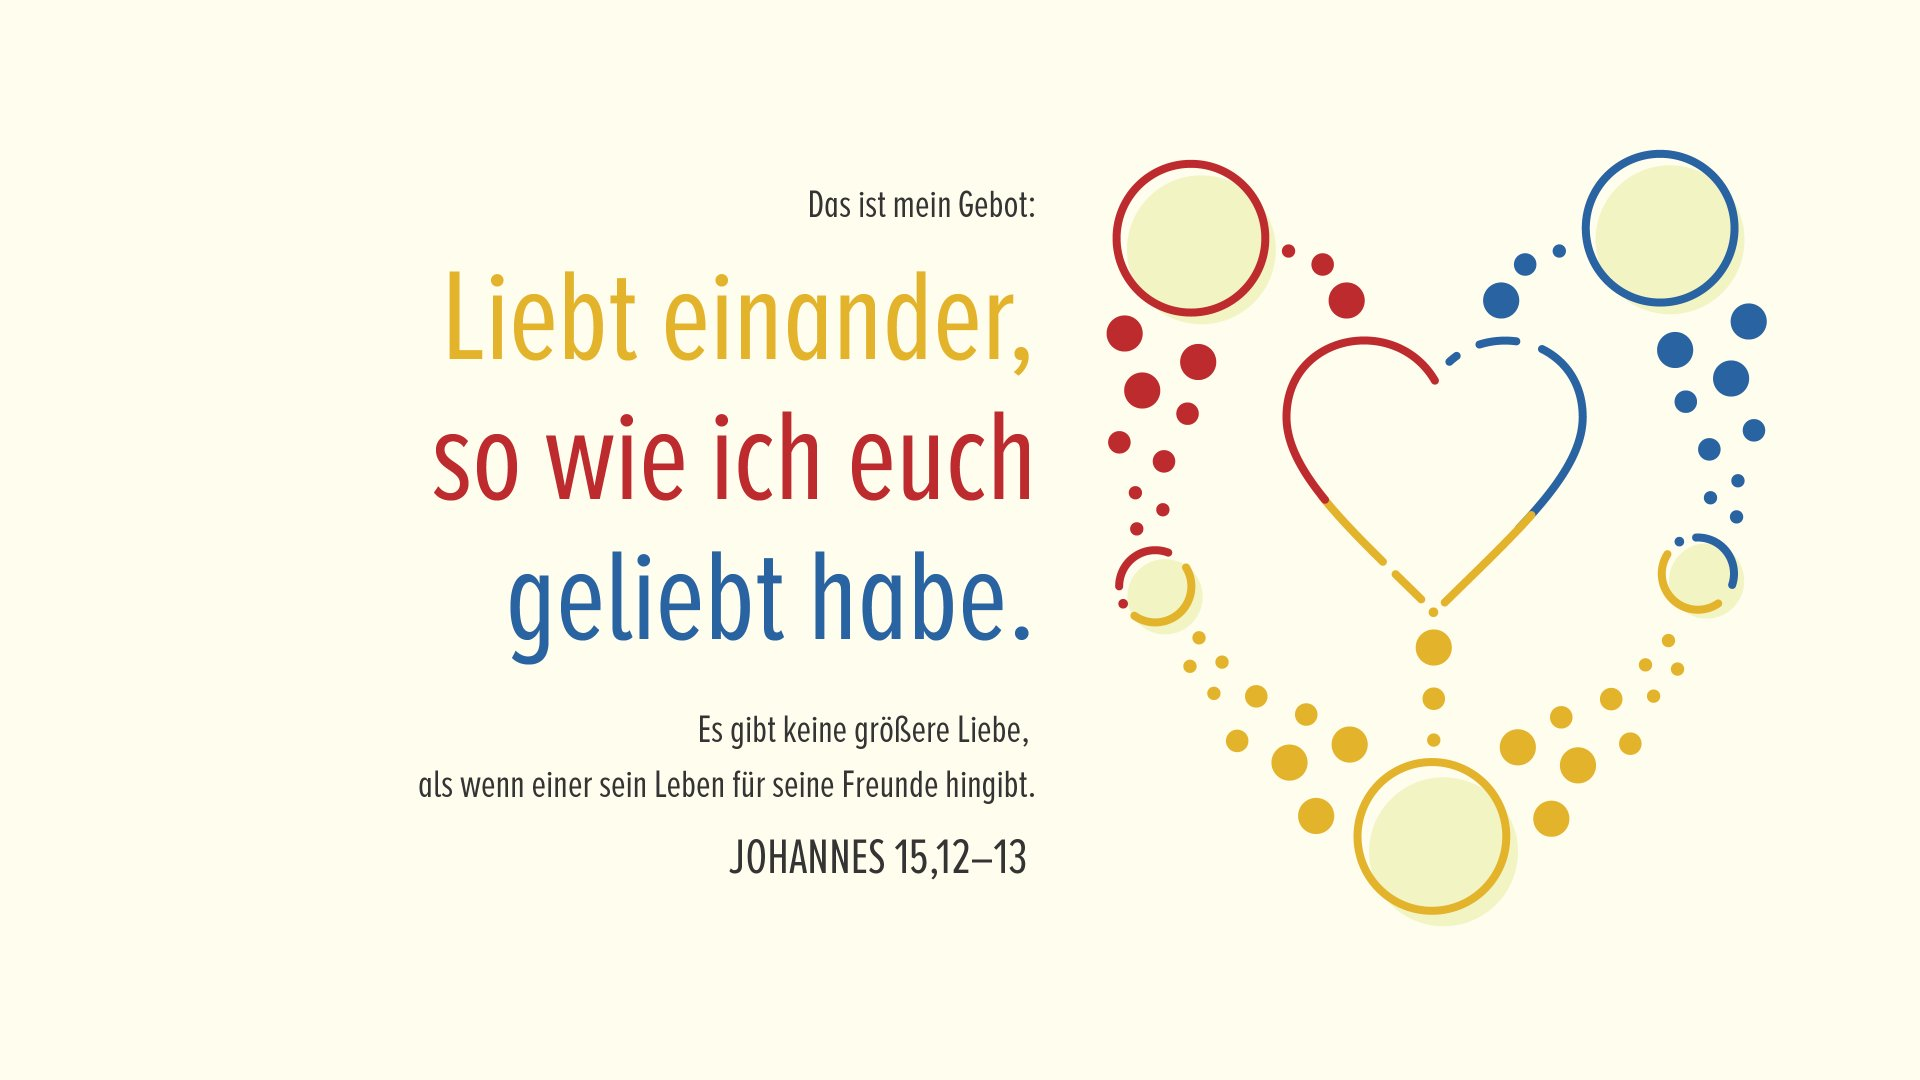 Das ist mein Gebot:
Liebt einander,
so wie ich euch
geliebt habe.
Es gibt keine größere Liebe,
als wenn einer sein Leben für seine Freunde hingibt.
JOHANNES 15,12–13